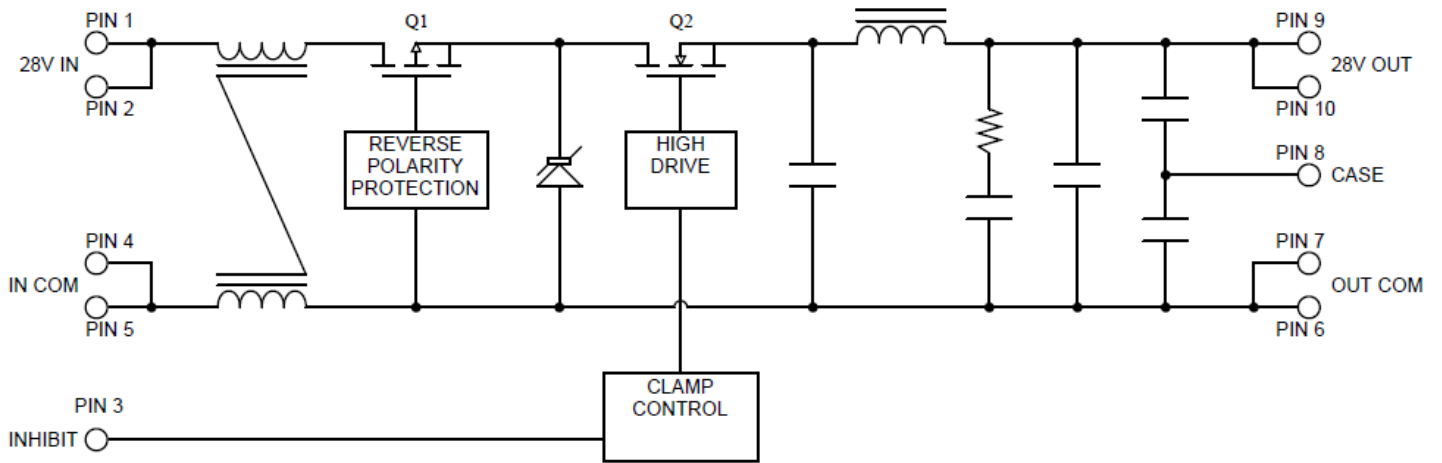 PIN 1
28V IN
PIN 2
Q1
Q2
PIN 9
28V OUT
PIN 10
REVERSE
POLARITY
PROTECTION
HIGH
DRIVE
PIN 8
CASE
PIN 4
IN COM
PIN 5
PIN 7
OUT COM
PIN 6
PIN 3
INHIBIT
CLAMP
CONTROL